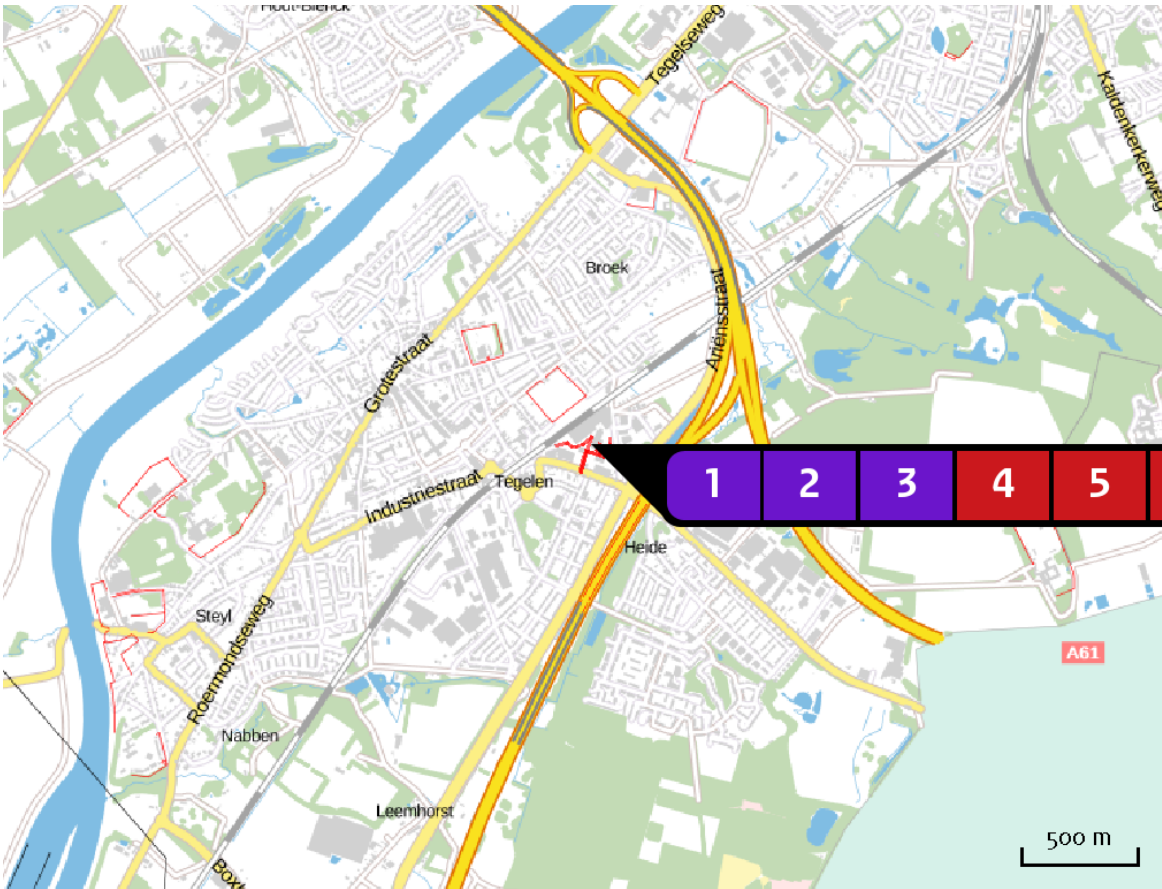 Hout-Blerick
Tegelseweg
Kaldenkerkerweg
Broek
Ariënsstraat
Grotestraat
1 2 3 4 5
Industriestraat
Tegelen
Heide
Steyl
A61
Roermondseweg
Nabben
Leemhorst
500 m